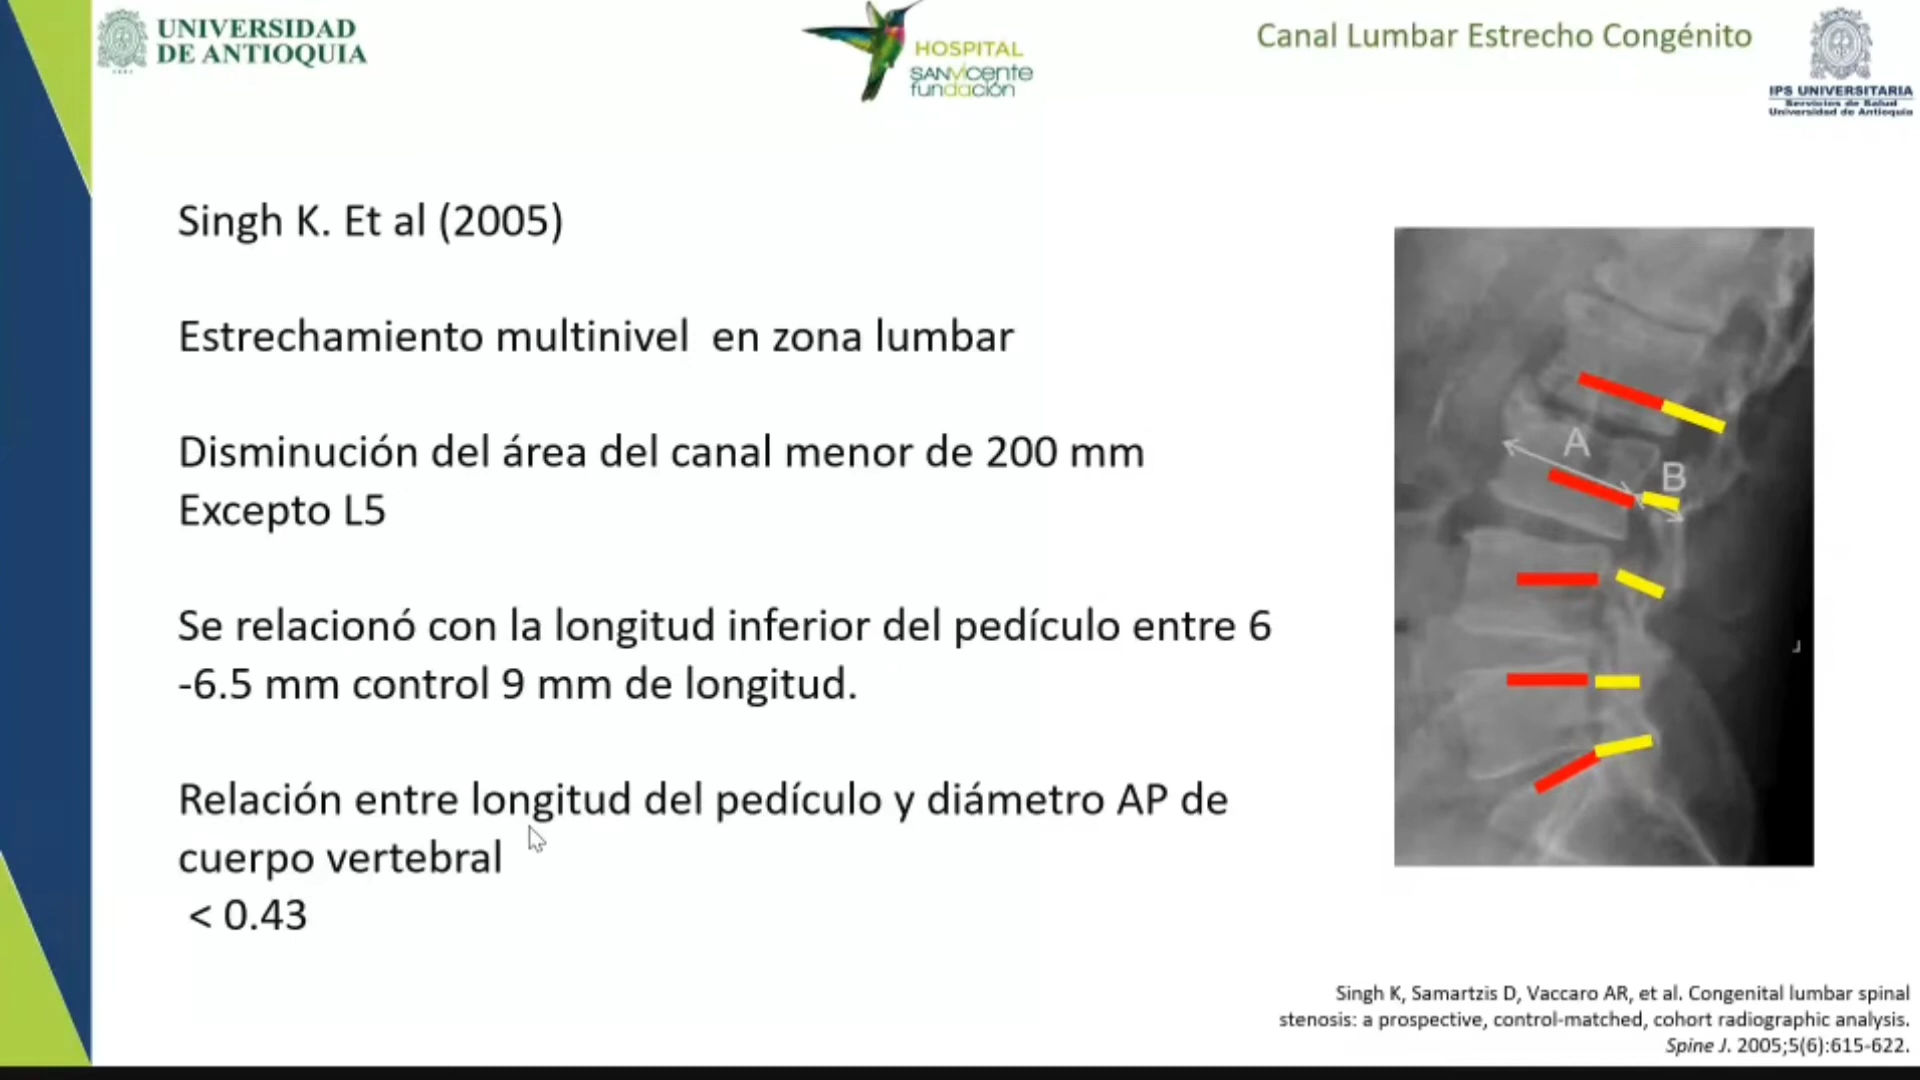 UNIVERSIDAD
DE ANTIOQUIA
HOSPITAL
SANVicente
fundación
Canal Lumbar Estrecho Congénito
IPS UNIVERSITARIA
Servicios de Salud
Universidad de Antioquia
Singh K. Et al (2005)
Estrechamiento multinivel en zona lumbar
Disminución del área del canal menor de 200 mm
Excepto L5
Se relacionó con la longitud inferior del pedículo entre 6
-6.5 mm control 9 mm de longitud.
Relación entre longitud del pedículo y diámetro AP de
cuerpo vertebral
< 0.43
A
B
Singh K, Samartzis D, Vaccaro AR, et al. Congenital lumbar spinal
stenosis: a prospective, control-matched, cohort radiographic analysis.
Spine J. 2005;5(6):615-622.